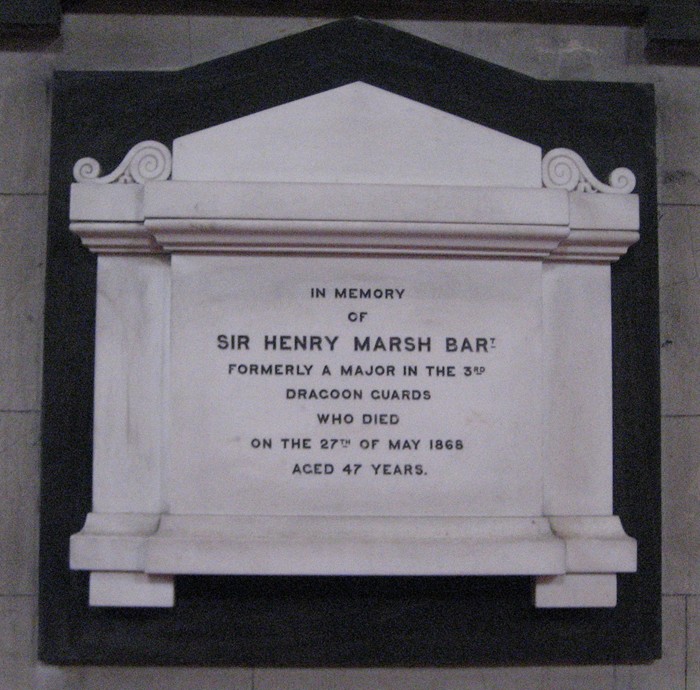 IN MEMORY
OF
SIR HENRY MARSH BART
FORMERLY A MAJOR IN THE 3RD
DRAGOON GUARDS
WHO DIED
ON THE 27TH OF MAY 1868
AGED 47 YEARS.